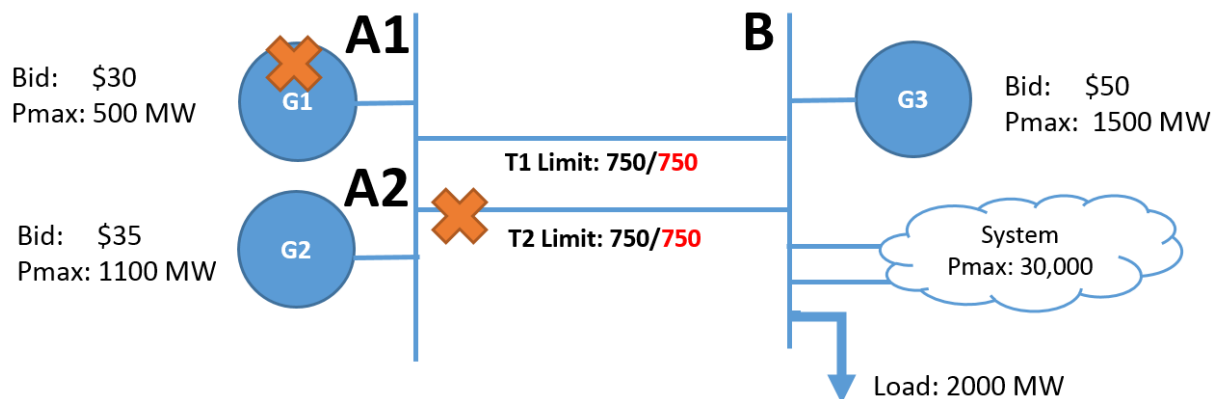 A1
B
Bid: $30
Pmax: 500 MW
G1
G3
Bid: $50
Pmax: 1500 MW
T1 Limit: 750/750
A2
T2 Limit: 750/750
Bid: $35
Pmax: 1100 MW
G2
System
Pmax: 30,000
Load: 2000 MW